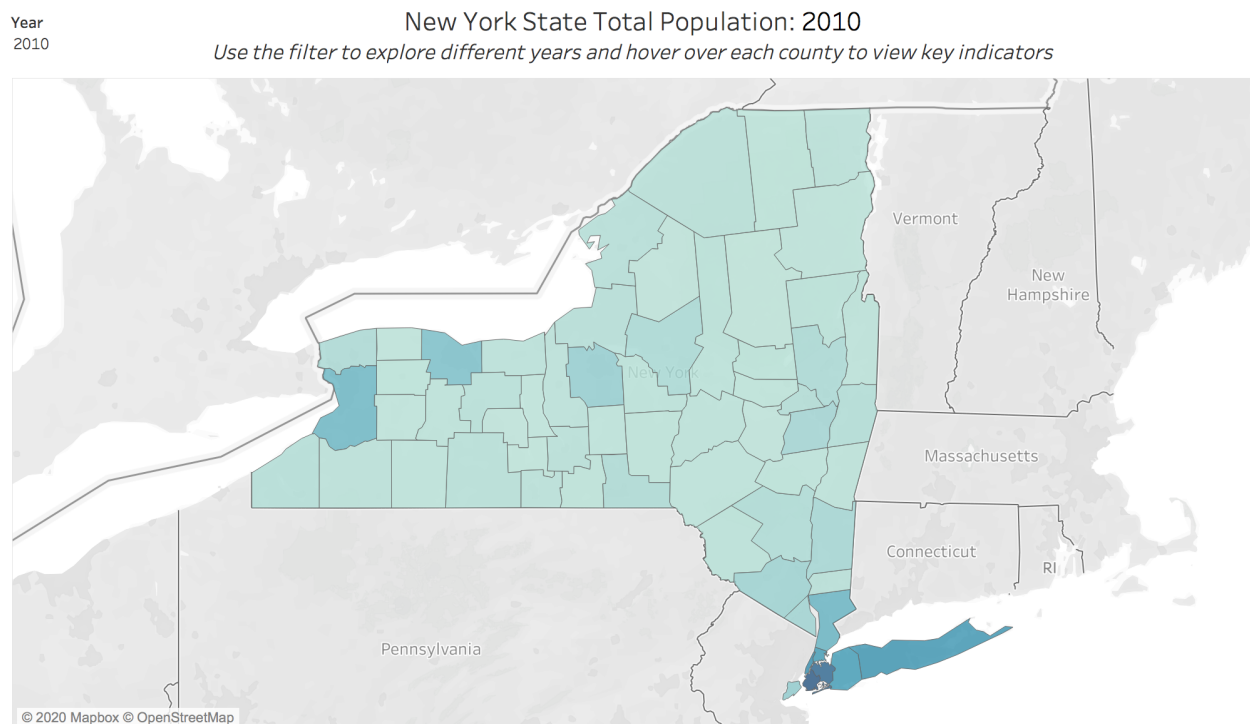 Year
2010
New York State Total Population: 2010
Use the filter to explore different years and hover over each county to view key indicators
Vermont
New
Hampshire
New York
Massachusetts
Connecticut
RI
Pennsylvania
© 2020 Mapbox © OpenStreetMap